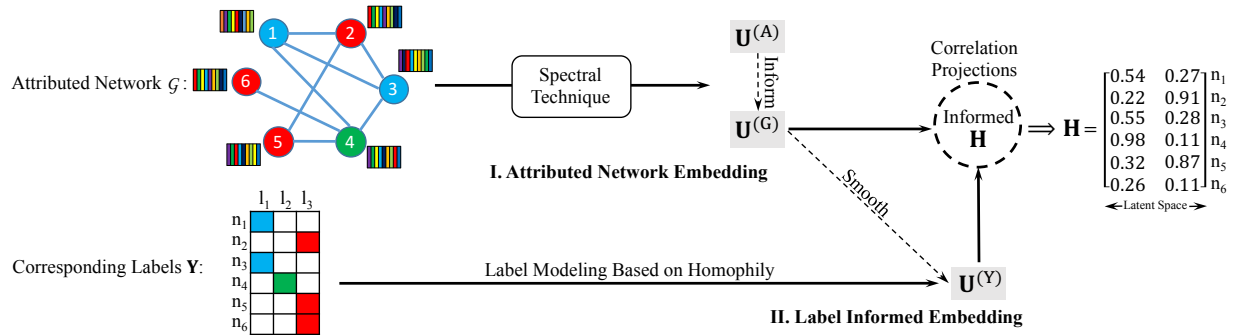 Attributed Network G:
1
2
3
4
5
6
Spectral
Technique
U(A)
Inform
U(G)
I. Attributed Network Embedding
Smooth
Correlation
Projections
Informed
H
⇒ H =
0.54 0.27 n1
0.22 0.91 n2
0.55 0.28 n3
0.98 0.11 n4
0.32 0.87 n5
0.26 0.11 n6
Latent Space
Corresponding Labels Y:
l1 l2 l3
n1
n2
n3
n4
n5
n6
Label Modeling Based on Homophily
U(Y)
II. Label Informed Embedding